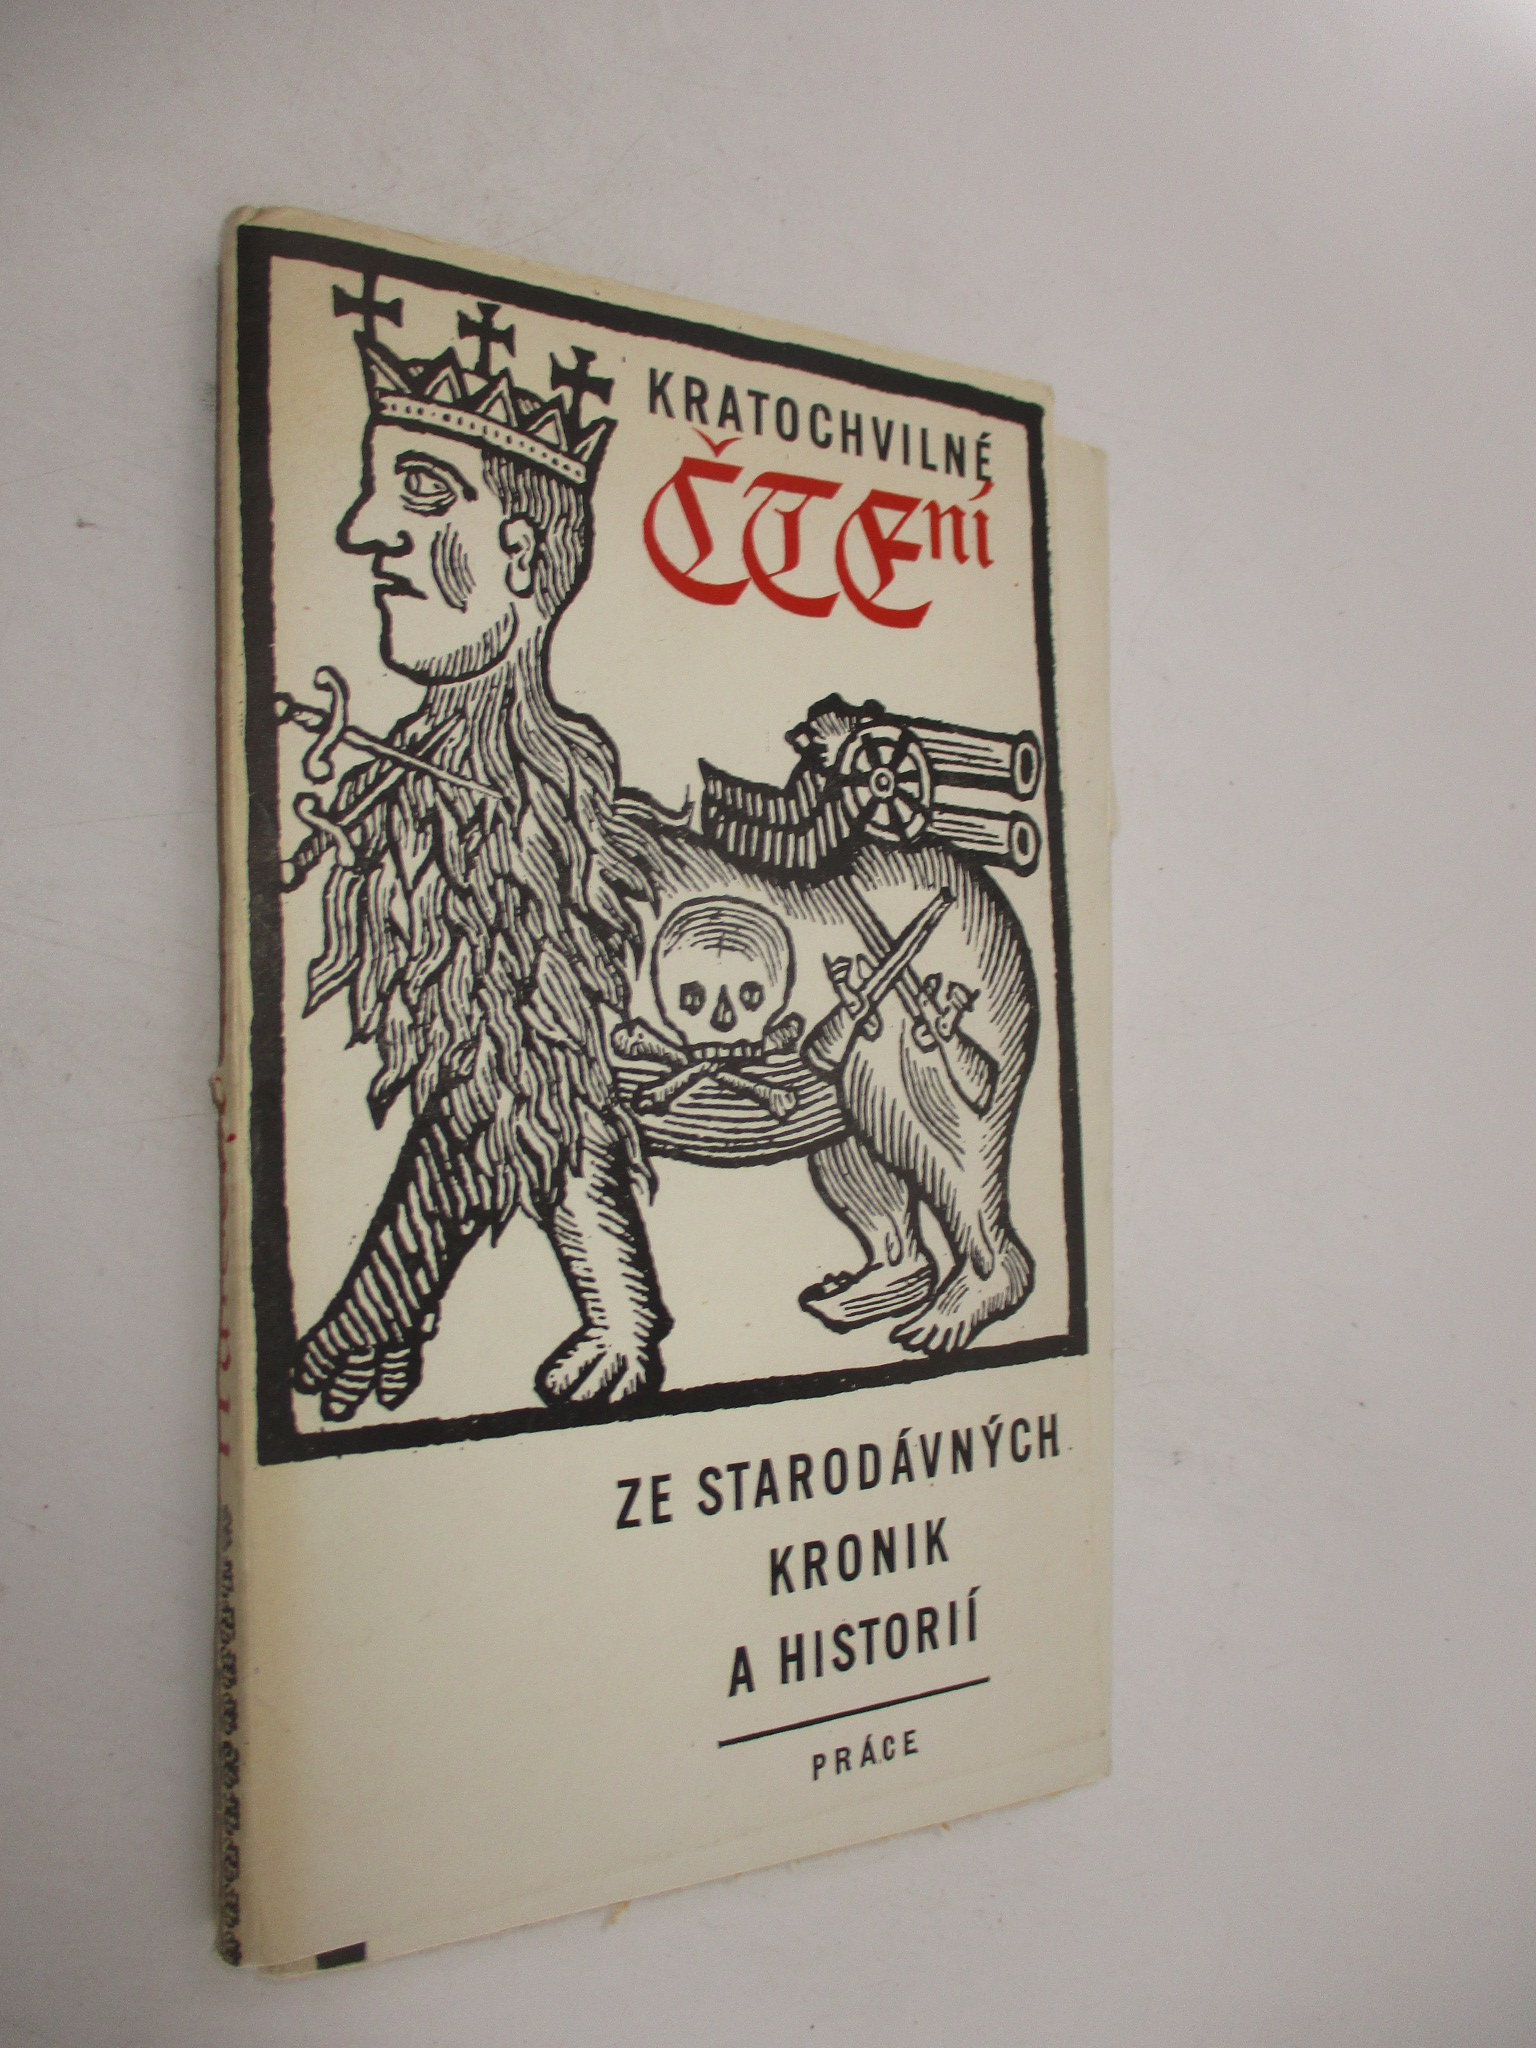 KRATOCHVILNÉ
ČTEní
ZE STARODÁVNÝCH
KRONIK
A HISTORIÍ
PRÁCE